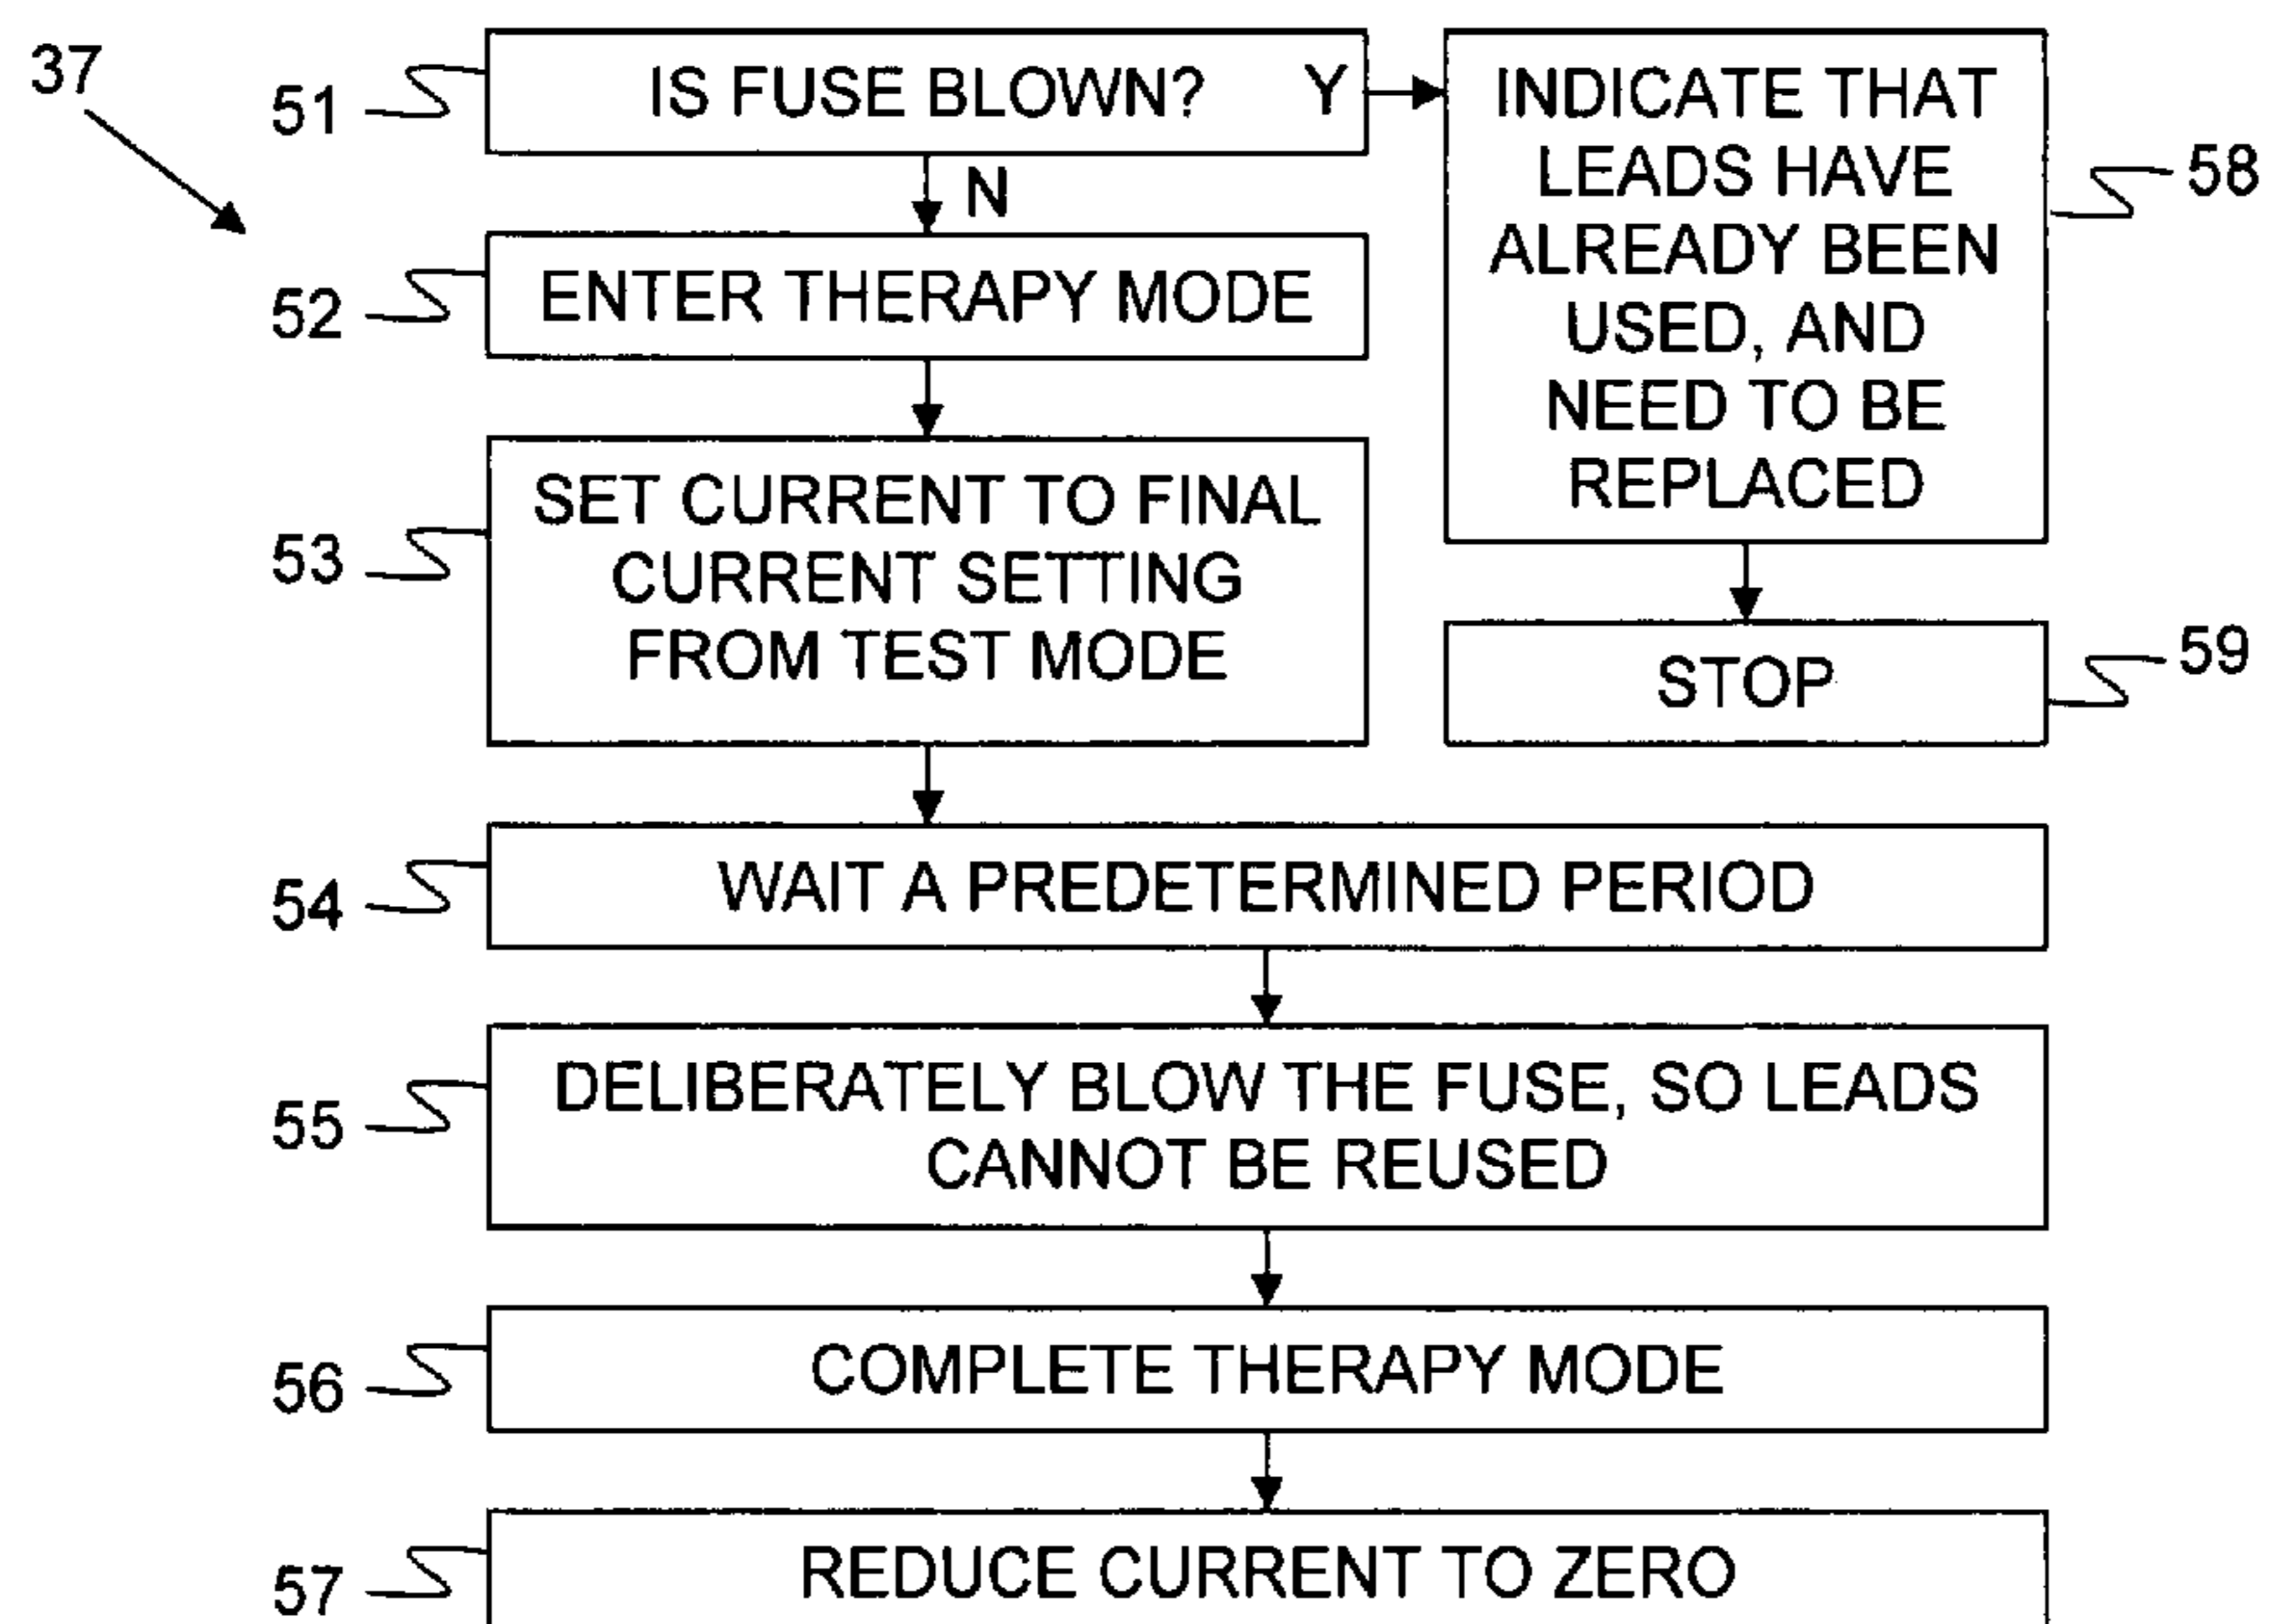 37
51
IS FUSE BLOWN? Y
N
INDICATE THAT
LEADS HAVE
ALREADY BEEN
USED, AND
NEED TO BE
REPLACED
58
52
ENTER THERAPY MODE
53
SET CURRENT TO FINAL
CURRENT SETTING
FROM TEST MODE
STOP
59
54
WAIT A PREDETERMINED PERIOD
55
DELIBERATELY BLOW THE FUSE, SO LEADS
CANNOT BE REUSED
56
COMPLETE THERAPY MODE
57
REDUCE CURRENT TO ZERO